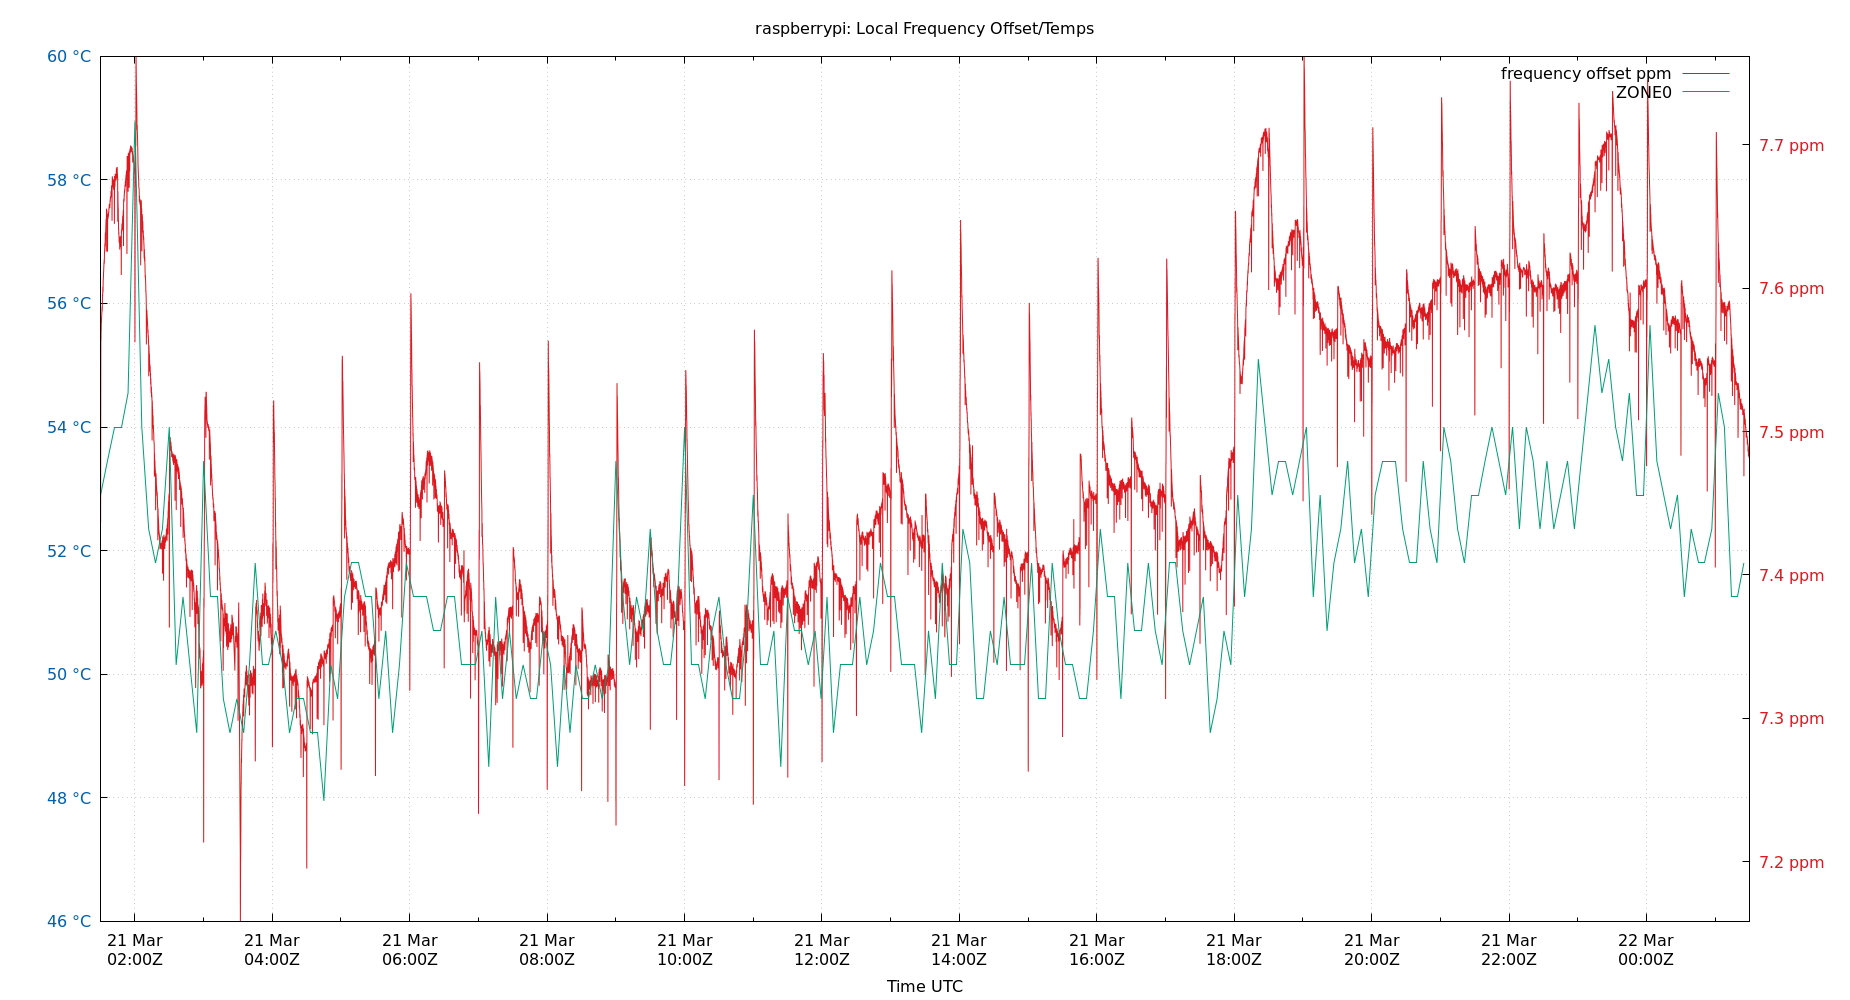 raspberrypi: Local Frequency Offset/Temps
60 °C
58 °C
56 °C
54 °C
52 °C
50 °C
48 °C
46 °C
frequency offset ppm
ZONE0
7.7 ppm
7.6 ppm
7.5 ppm
7.4 ppm
7.3 ppm
7.2 ppm
21 Mar 21 Mar 21 Mar 21 Mar 21 Mar 21 Mar 21 Mar 21 Mar 21 Mar 21 Mar 21 Mar 22 Mar
02:00Z 04:00Z 06:00Z 08:00Z 10:00Z 12:00Z 14:00Z 16:00Z 18:00Z 20:00Z 22:00Z 00:00Z
Time UTC